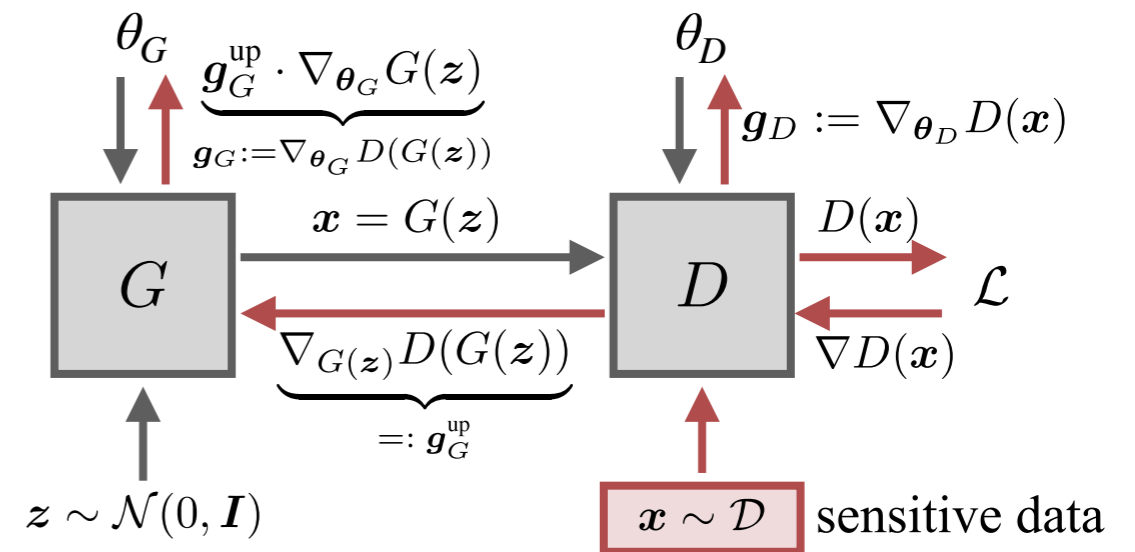 θ_G
g_G^up · ∇_{θ_G} G(z)
g_G := ∇_{θ_G} D(G(z))
θ_D
g_D := ∇_{θ_D} D(x)
G
x = G(z)
D
D(x)
ℒ
∇_{G(z)} D(G(z))
=: g_G^up
∇D(x)
z ∼ 𝒩(0, I)
x ∼ 𝒟 sensitive data